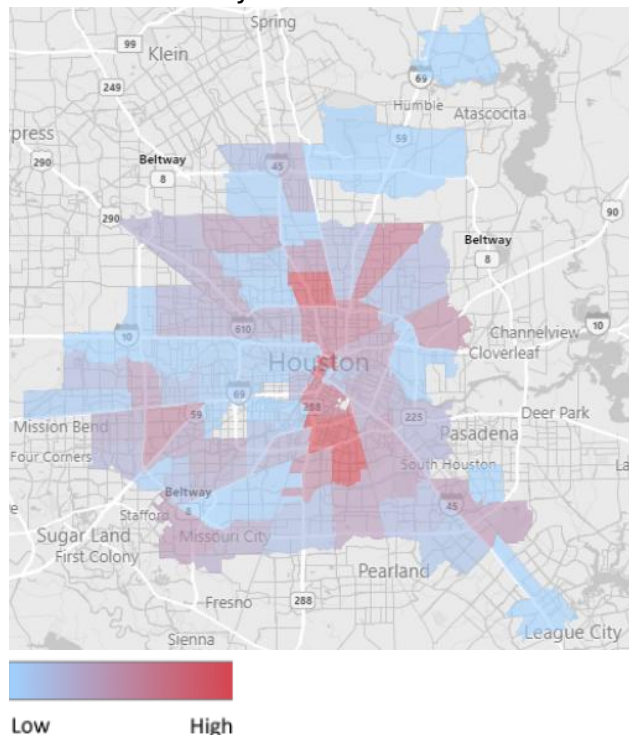 y
Spring
99
Klein
249
69
Humble
Atascocita
press
290
Beltway
8
45
59
290
90
Beltway
8
610
Channelview
10
10
Cloverleaf
Houston
69
288
59
225
Deer Park
Mission Bend
Pasadena
Four Corners
South Houston
La
Beltway
8
45
Stafford
e
Sugar Land
Missouri City
First Colony
Pearland
Fresno
288
Sienna
League City
Low
High